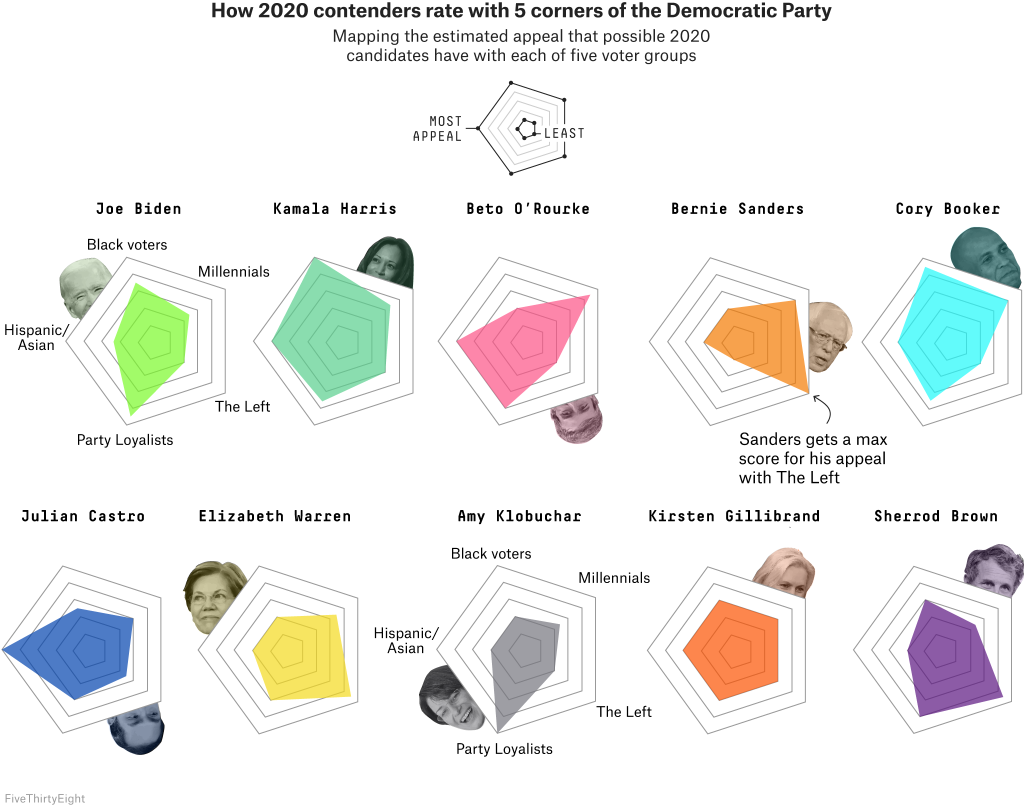 How 2020 contenders rate with 5 corners of the Democratic Party
Mapping the estimated appeal that possible 2020
candidates have with each of five voter groups
MOST
APPEAL
LEAST
Joe Biden
Kamala Harris
Beto O’Rourke
Bernie Sanders
Cory Booker
Black voters
Millennials
Hispanic/
Asian
The Left
Party Loyalists
Sanders gets a max
score for his appeal
with The Left
Julian Castro
Elizabeth Warren
Amy Klobuchar
Kirsten Gillibrand
Sherrod Brown
Black voters
Millennials
Hispanic/
Asian
The Left
Party Loyalists
FiveThirtyEight